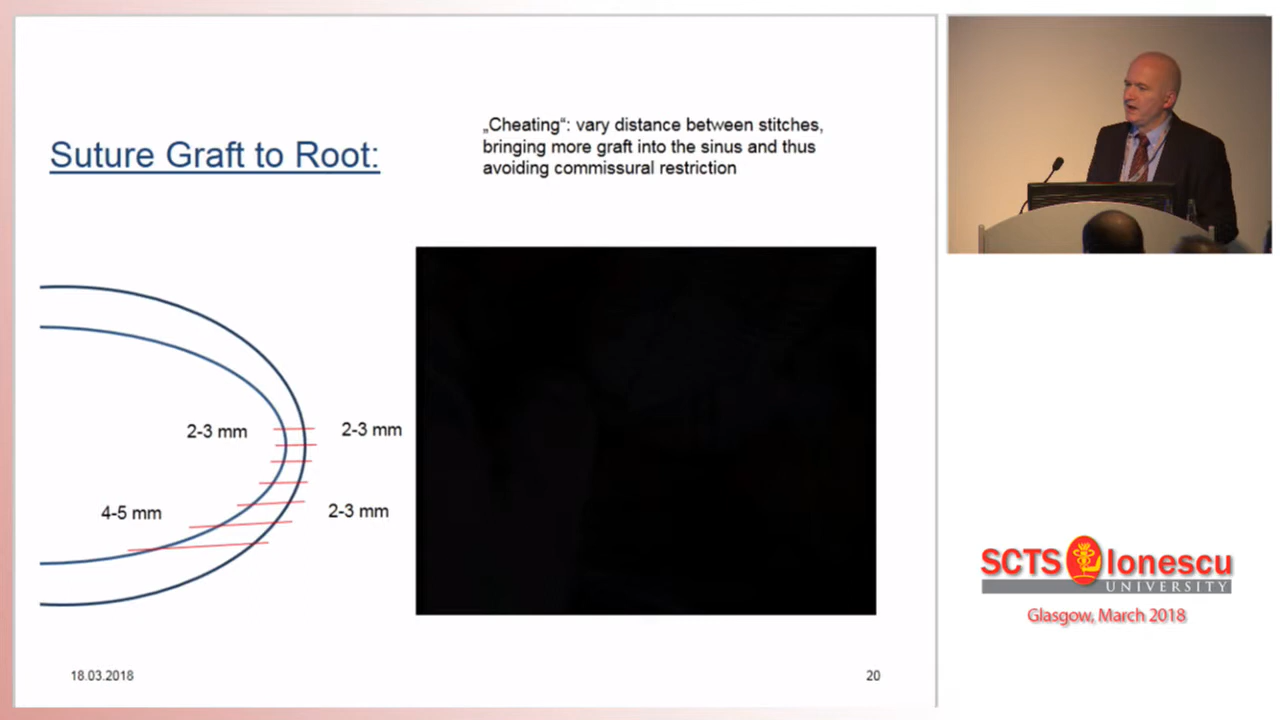 Suture Graft to Root:
„Cheating“: vary distance between stitches,
bringing more graft into the sinus and thus
avoiding commissural restriction
2-3 mm
2-3 mm
4-5 mm
2-3 mm
18.03.2018
20
SCTS Ionescu
UNIVERSITY
Glasgow, March 2018